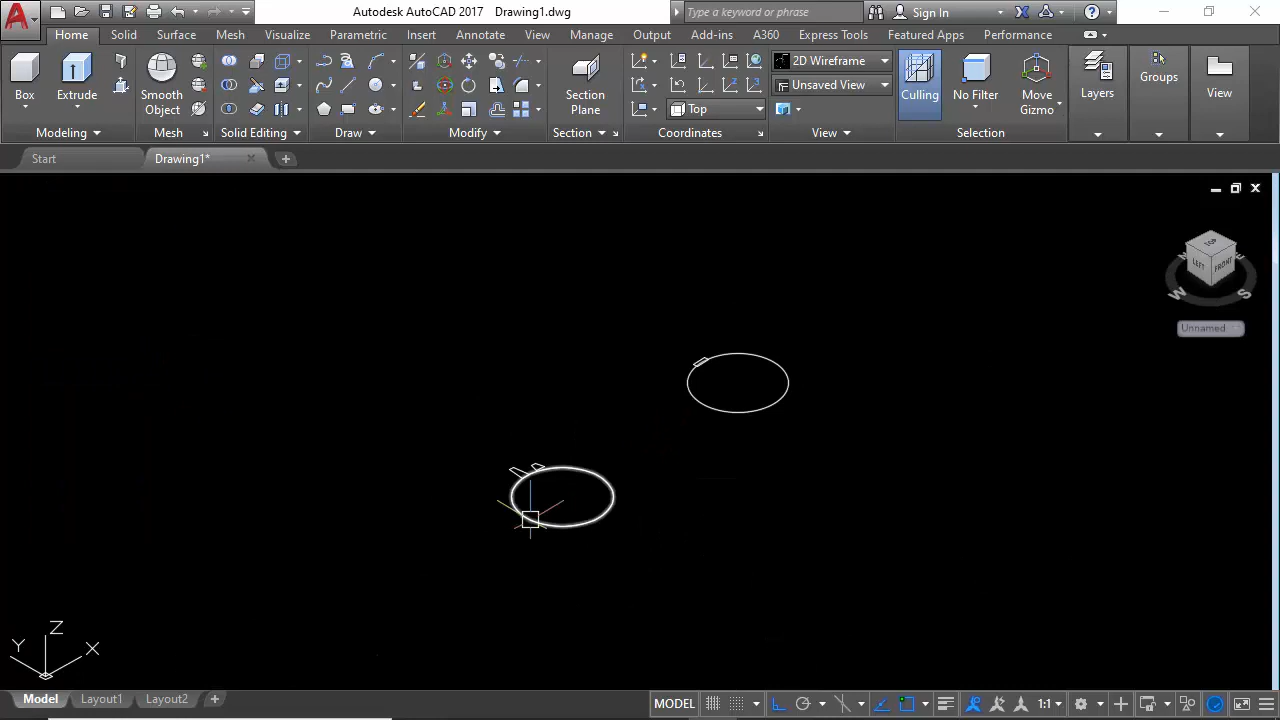 Autodesk AutoCAD 2017 Drawing1.dwg
Type a keyword or phrase
Sign In
Home Solid Surface Mesh Visualize Parametric Insert Annotate View Manage Output Add-ins A360 Express Tools Featured Apps Performance
Box
Extrude
Smooth
Object
Section
Plane
2D Wireframe
Unsaved View
Top
Culling
No Filter
Move
Gizmo
Layers
Groups
View
Modeling
Mesh
Solid Editing
Draw
Modify
Section
Coordinates
View
Selection
Start
Drawing1*
TOP
LEFT
FRONT
W
S
N
E
Unnamed
Z
Y
X
Model
Layout1
Layout2
MODEL
1:1